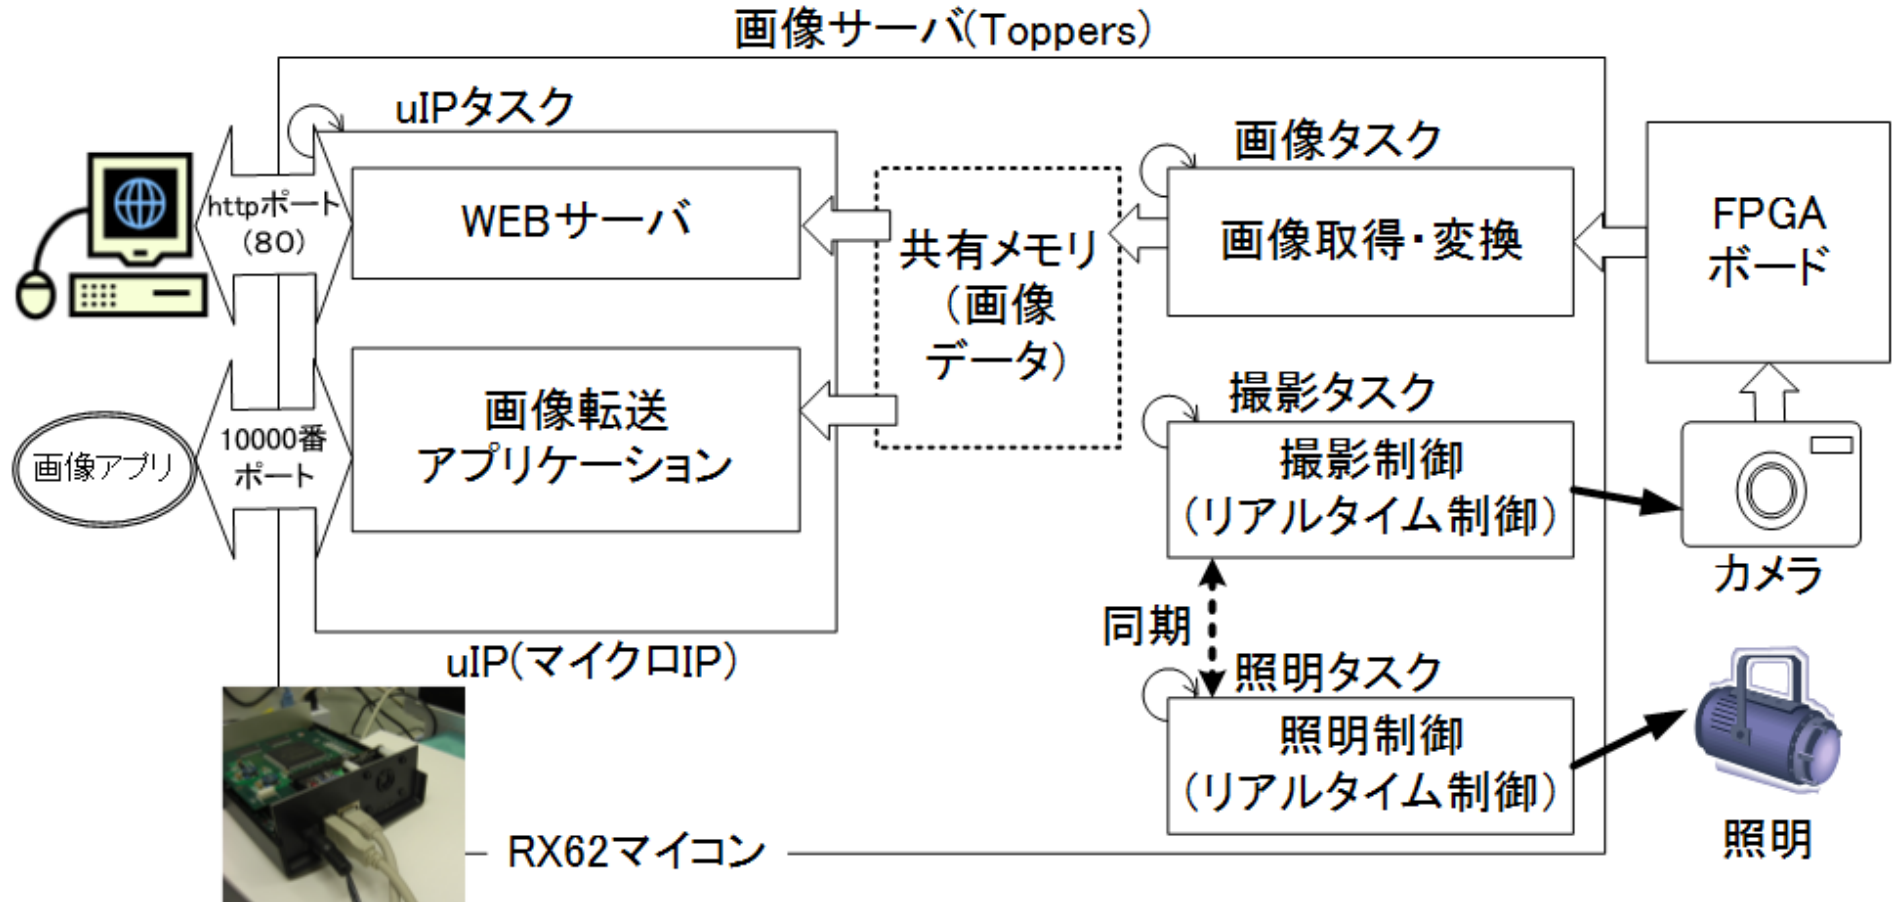 画像サーバ(Toppers)
uIPタスク
httpポート
(80)
WEBサーバ
画像転送
アプリケーション
10000番
ポート
画像アプリ
uIP(マイクロIP)
共有メモリ
(画像
データ)
画像タスク
画像取得・変換
FPGA
ボード
撮影タスク
撮影制御
(リアルタイム制御)
カメラ
同期
照明タスク
照明制御
(リアルタイム制御)
照明
RX62マイコン